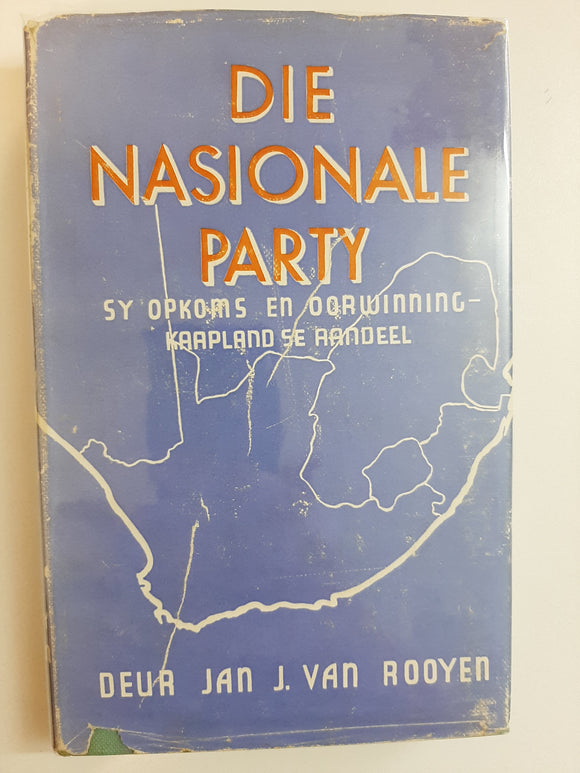 DIE
NASIONALE
PARTY
SY OPKOMS EN OORWINNING-
KAAPLAND SE AANDEEL
DEUR JAN J. VAN ROOYEN